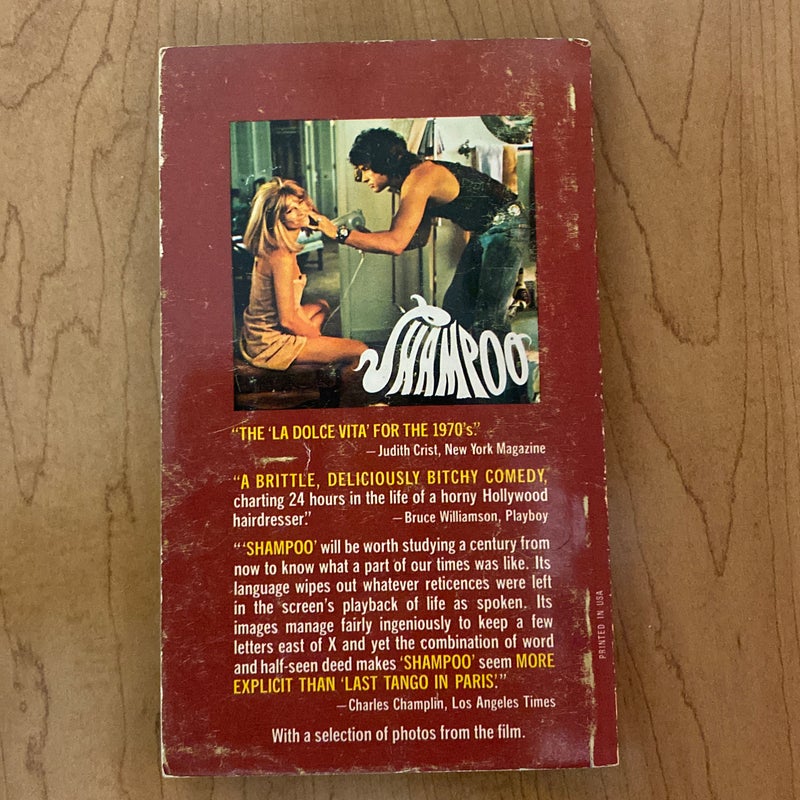 SHAMPOO
"THE 'LA DOLCE VITA' FOR THE 1970's."
—Judith Crist, New York Magazine
"A BRITTLE, DELICIOUSLY BITCHY COMEDY,
charting 24 hours in the life of a horny Hollywood
hairdresser."
—Bruce Williamson, Playboy
"'SHAMPOO' will be worth studying a century from
now to know what a part of our times was like. Its
language wipes out whatever reticences were left
in the screen's playback of life as spoken. Its
images manage fairly ingeniously to keep a few
letters east of X and yet the combination of word
and half-seen deed makes 'SHAMPOO' seem MORE
EXPLICIT THAN 'LAST TANGO IN PARIS'."
—Charles Champlin, Los Angeles Times
With a selection of photos from the film.
PRINTED IN USA